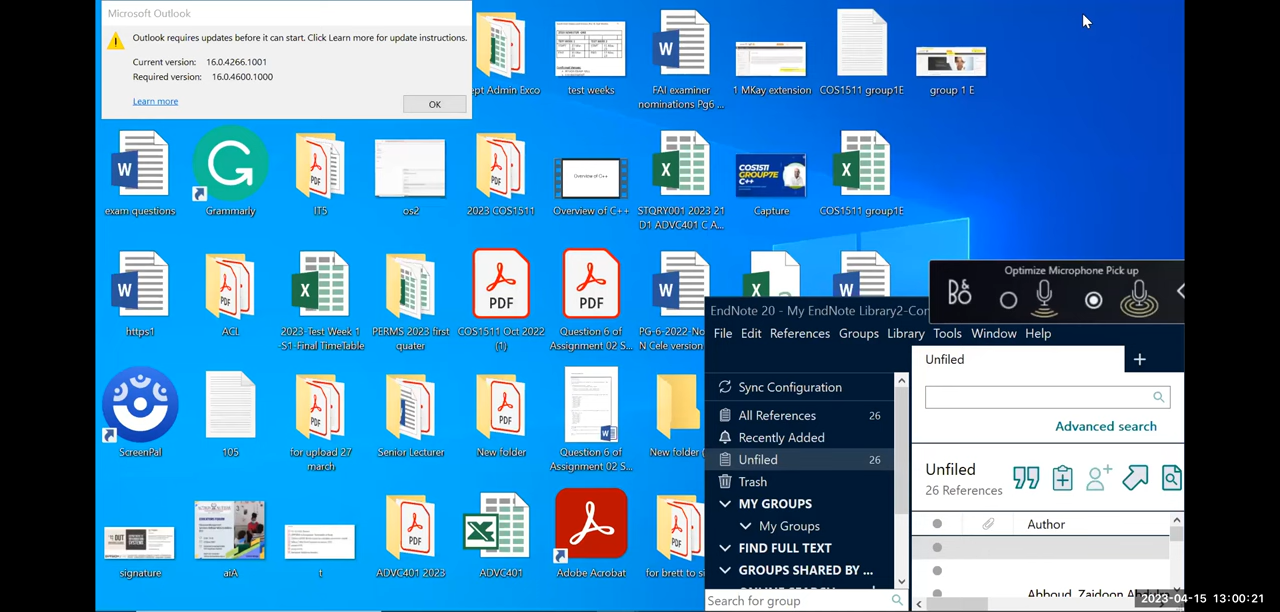 Microsoft Outlook
Outlook requires updates before it can start. Click Learn more for update instructions.
Current version: 16.0.4266.1001
Required version: 16.0.4600.1000
Learn more
OK
ept Admin Exco
test weeks
FAI examiner
nominations Pg6 ...
1 MKay extension
COS1511 group1E
group 1 E
exam questions
Grammarly
IT5
os2
2023 COS1511
Overview of C++
Overview of C++
STQRY001 2023 21
D1 ADVC401 C A...
COS1511
GROUP7E
C++
Capture
COS1511 group1E
https1
ACL
2023-Test Week 1
-S1-Final TimeTable
PERMS 2023 first
quater
COS1511 Oct 2022
(1)
Question 6 of
Assignment 02 S...
PG-6-2022-No
N Cele version
Optimize Microphone Pick up
EndNote 20 - My EndNote Library2-Con
File Edit References Groups Library Tools Window Help
Unfiled
Sync Configuration
All References 26
Recently Added
Unfiled 26
Trash
MY GROUPS
My Groups
FIND FULL TEXT
GROUPS SHARED BY ...
Search for group
Advanced search
Unfiled
26 References
Author
Abboud, Zaidoon
ScreenPal
105
for upload 27
march
Senior Lecturer
New folder
Question 6 of
Assignment 02 S...
New folder
signature
t
ADVC401 2023
ADVC401
Adobe Acrobat
for brett to si
2023-04-15 13:00:21